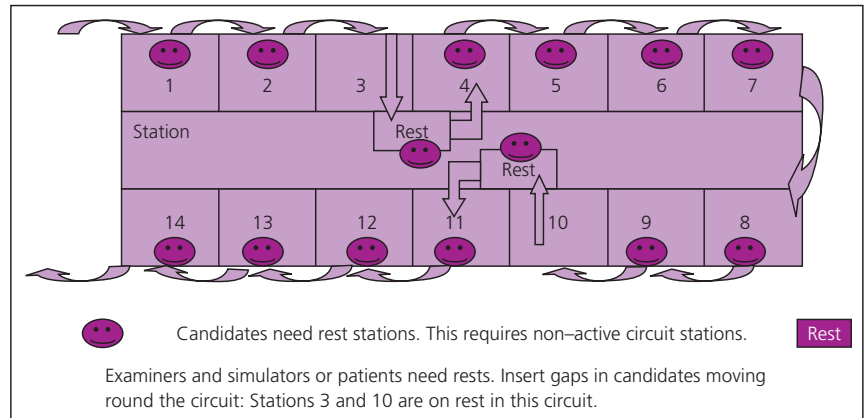 1 2 3 4 5 6 7
Rest
Station
Rest
14 13 12 11 10 9 8
Candidates need rest stations. This requires non–active circuit stations.
Rest
Examiners and simulators or patients need rests. Insert gaps in candidates moving
round the circuit: Stations 3 and 10 are on rest in this circuit.